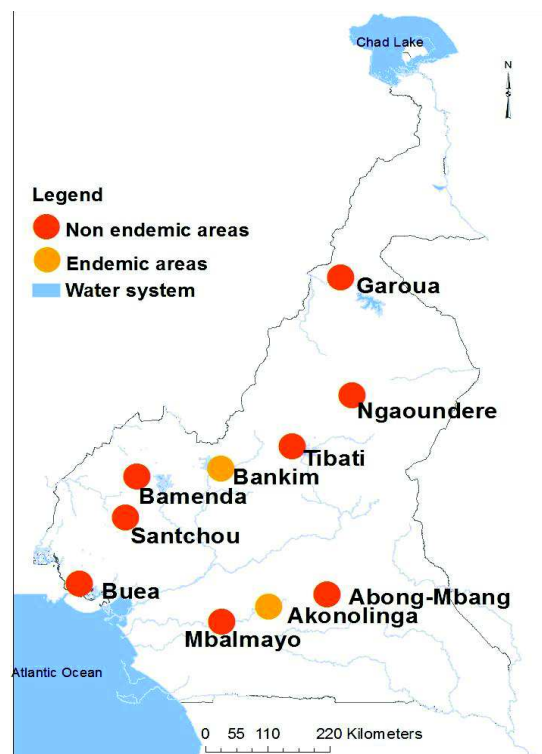 Chad Lake
N
S
Legend
Non endemic areas
Endemic areas
Water system
Garoua
Ngaoundere
Tibati
Bankim
Bamenda
Santchou
Buea
Abong-Mbang
Akonolinga
Mbalmayo
Atlantic Ocean
0 55 110 220 Kilometers